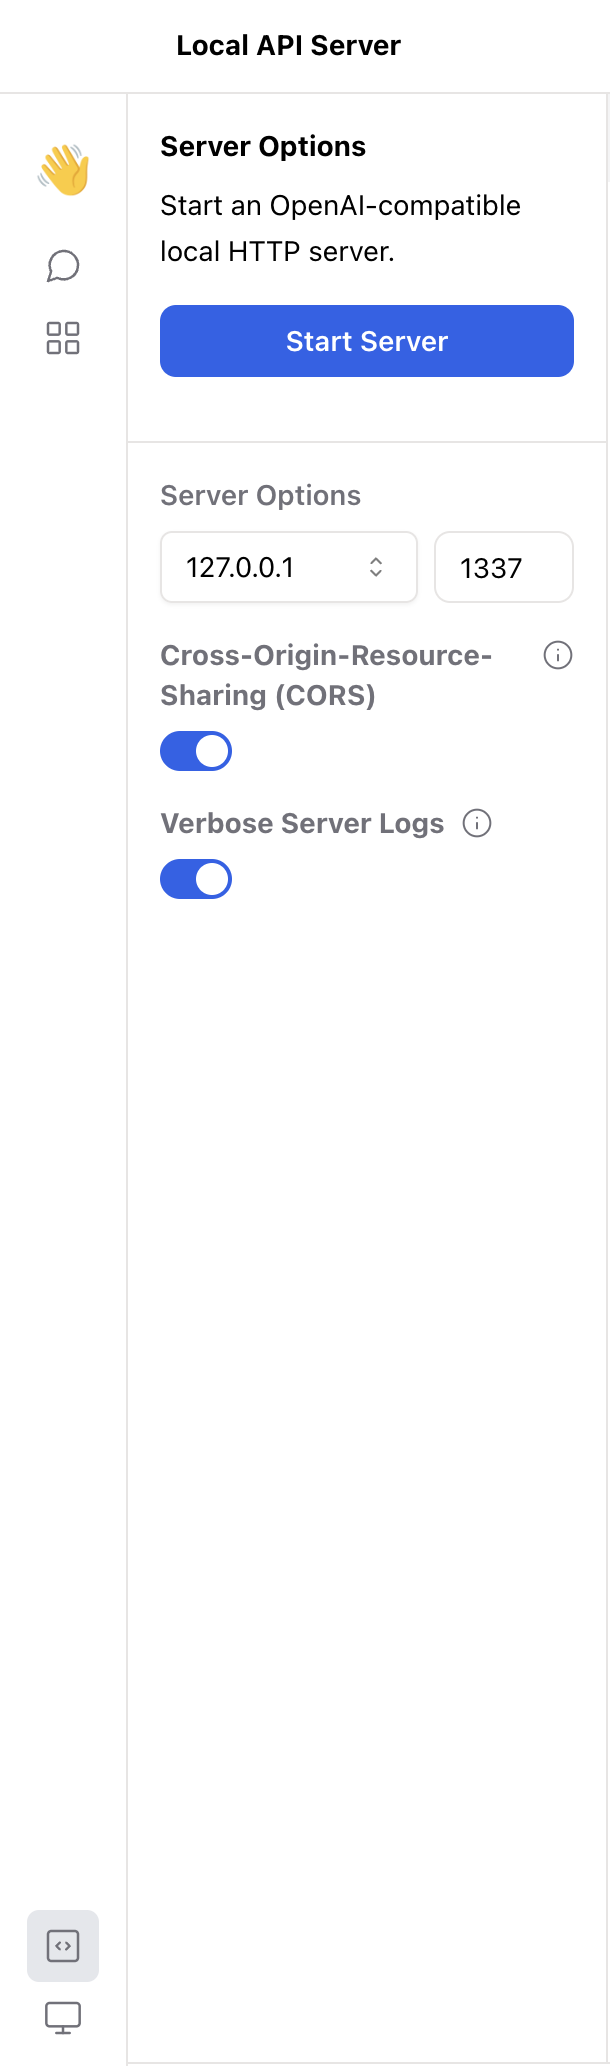 Local API Server
Server Options
Start an OpenAI-compatible
local HTTP server.
Start Server
Server Options
127.0.0.1
1337
Cross-Origin-Resource-
Sharing (CORS)
Verbose Server Logs